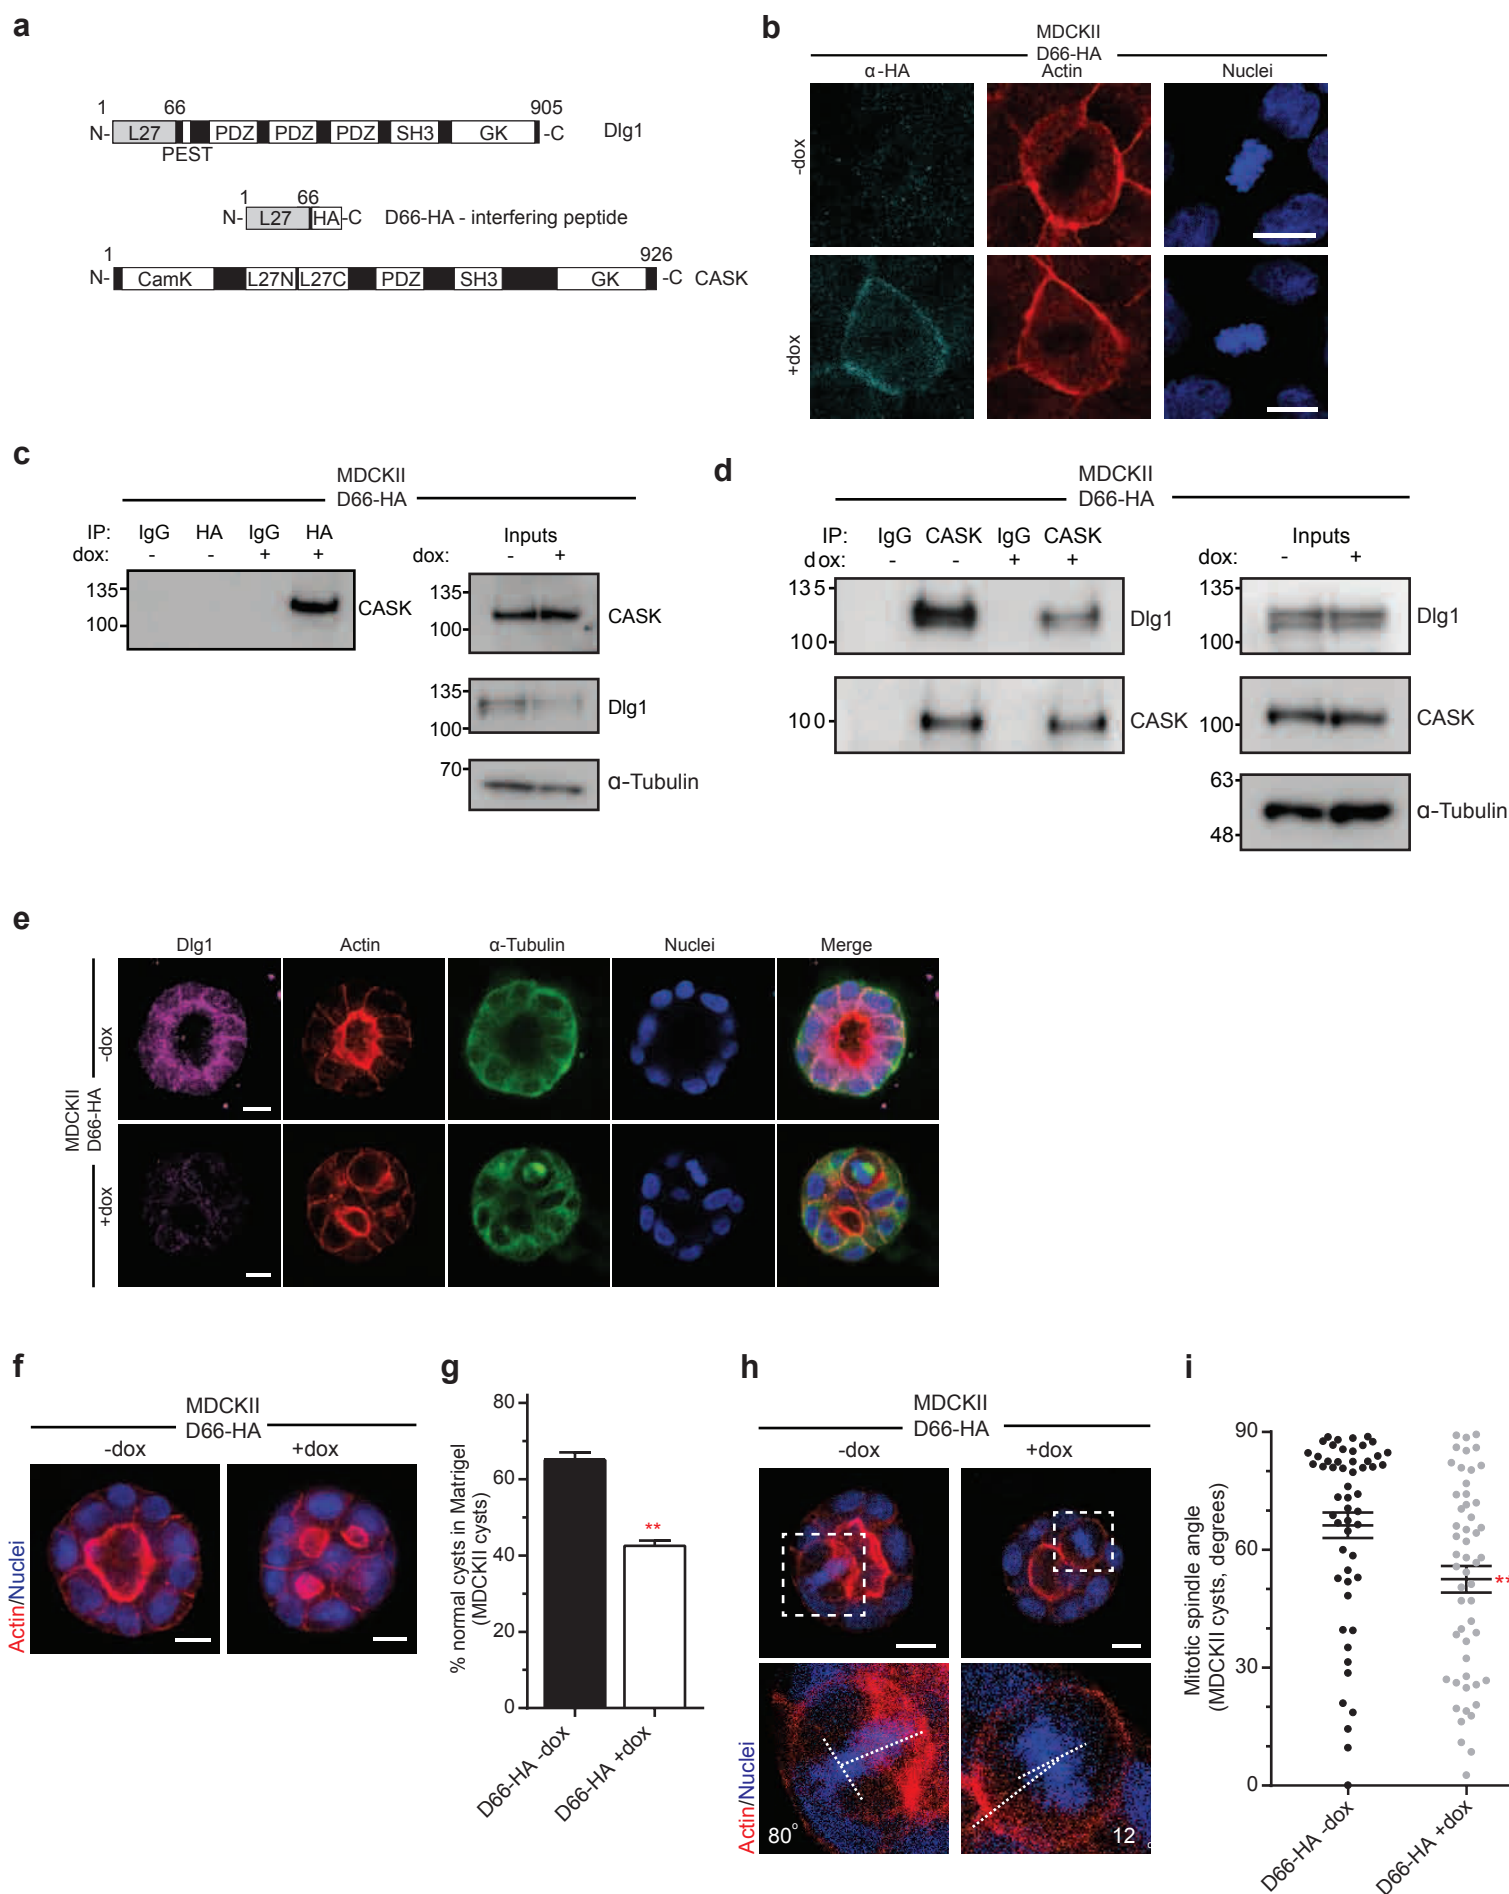 a
1 66 905
N- L27 PDZ PDZ PDZ SH3 GK -C Dlg1
PEST
1 66
N- L27 HA -C D66-HA - interfering peptide
1 926
N- CamK L27N L27C PDZ SH3 GK -C CASK
b
MDCKII
D66-HA
α-HA Actin Nuclei
-dox
+dox
c
MDCKII
D66-HA
IP: IgG HA IgG HA
dox: - - + +
135
100
CASK
Inputs
dox: - +
135
100
CASK
135
100
Dlg1
70
α-Tubulin
d
MDCKII
D66-HA
IP: IgG CASK IgG CASK
dox: - - + +
135
100
Dlg1
100
CASK
Inputs
dox: - +
135
100
Dlg1
100
CASK
63
48
α-Tubulin
e
Dlg1 Actin α-Tubulin Nuclei Merge
MDCKII
D66-HA
-dox
+dox
f
MDCKII
D66-HA
-dox +dox
Actin/Nuclei
g
% normal cysts in Matrigel
(MDCKII cysts)
80
60
40
20
0
**
D66-HA -dox
D66-HA +dox
h
MDCKII
D66-HA
-dox +dox
Actin/Nuclei
80°
12°
i
Mitotic spindle angle
(MDCKII cysts, degrees)
90
60
30
0
**
D66-HA -dox
D66-HA +dox